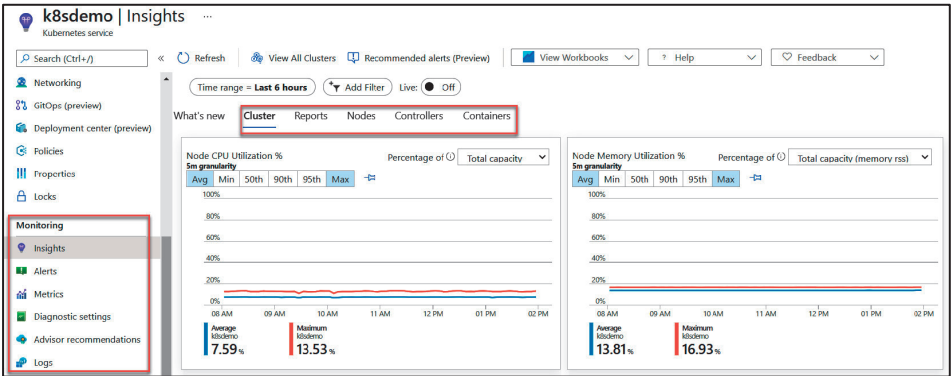 k8sdemo | Insights ...
Kubernetes service
Search (Ctrl+/)
«
Refresh
View All Clusters
Recommended alerts (Preview)
View Workbooks
? Help
Feedback
Networking
GitOps (preview)
Deployment center (preview)
Policies
Properties
Locks
Monitoring
Insights
Alerts
Metrics
Diagnostic settings
Advisor recommendations
Logs
Time range = Last 6 hours
Add Filter
Live: Off
What's new Cluster Reports Nodes Controllers Containers
Node CPU Utilization %
5m granularity
Percentage of Total capacity
Avg Min 50th 90th 95th Max
100%
80%
60%
40%
20%
0%
08 AM 09 AM 10 AM 11 AM 12 PM 01 PM 02 PM
Average
k8sdemo
7.59 %
Maximum
k8sdemo
13.53 %
Node Memory Utilization %
5m granularity
Percentage of Total capacity (memory rss)
Avg Min 50th 90th 95th Max
100%
80%
60%
40%
20%
0%
08 AM 09 AM 10 AM 11 AM 12 PM 01 PM 02 PM
Average
k8sdemo
13.81 %
Maximum
k8sdemo
16.93 %